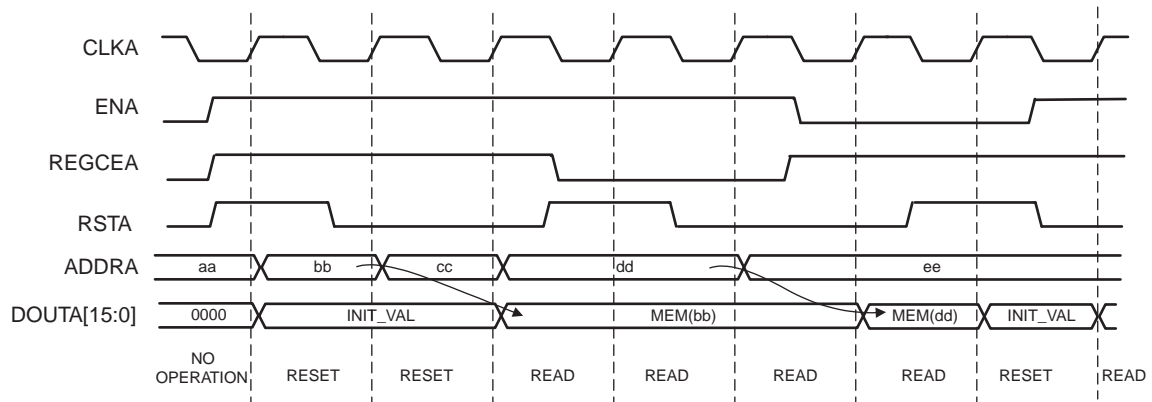 CLKA
ENA
REGCEA
RSTA
ADDRA aa bb cc dd ee
DOUTA[15:0] 0000 INIT_VAL MEM(bb) MEM(dd) INIT_VAL
NO
OPERATION RESET RESET READ READ READ READ RESET READ